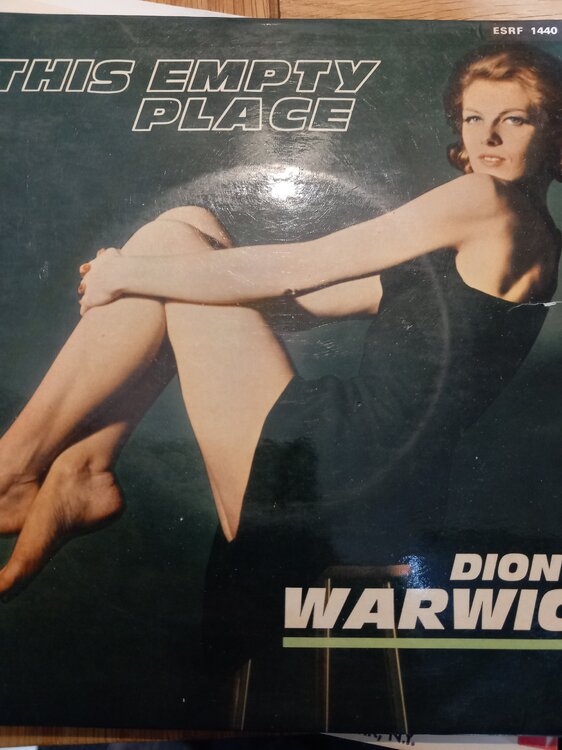 ESRF 1440
THIS EMPTY
PLACE
DION
WARWIC
N.Y.